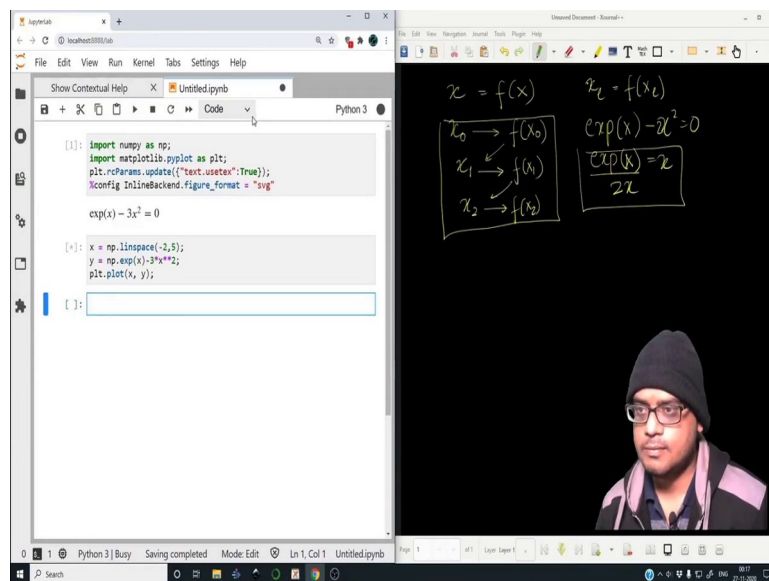 JupyterLab
localhost:8888/lab
File Edit View Run Kernel Tabs Settings Help
Show Contextual Help X Untitled.ipynb
Code Python 3
[1]: import numpy as np;
import matplotlib.pyplot as plt;
plt.rcParams.update({"text.usetex":True});
%config InlineBackend.figure_format = "svg"
exp(x) − 3x² = 0
[*]: x = np.linspace(-2,5);
y = np.exp(x)-3*x**2;
plt.plot(x, y);
[ ]:
0 1 Python 3 | Busy Saving completed Mode: Edit Ln 1, Col 1 Untitled.ipynb
Search
Unsaved Document - Xournal++
File Edit View Navigation Journal Tools Plugin Help
x = f(x)
x₀ → f(x₀)
x₁ → f(x₁)
x₂ → f(x₂)
exp(x) − 2x² = 0
exp(x) = x
2x
Page 1 of 1 Layer Layer 1
ENG 00:17
27-11-2020